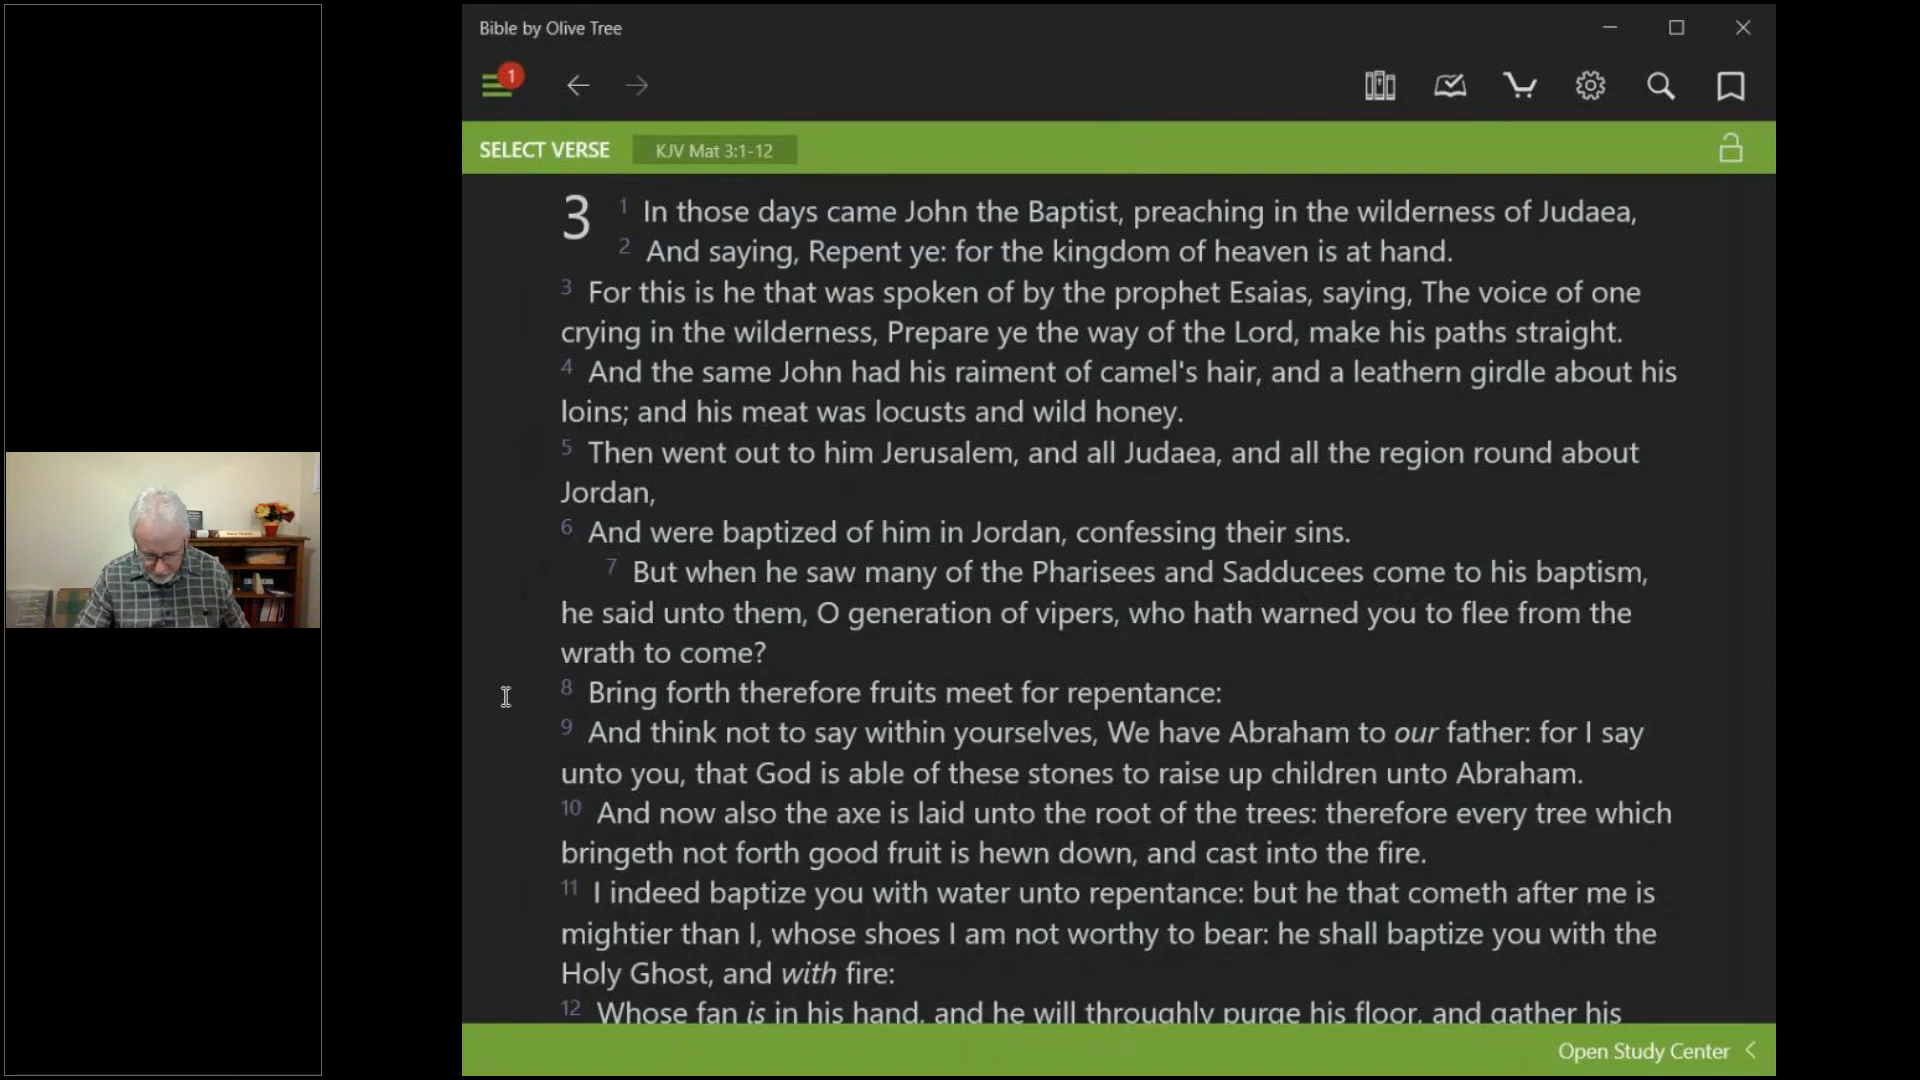 Bible by Olive Tree
1
SELECT VERSE KJV Mat 3:1-12
3 1 In those days came John the Baptist, preaching in the wilderness of Judaea,
2 And saying, Repent ye: for the kingdom of heaven is at hand.
3 For this is he that was spoken of by the prophet Esaias, saying, The voice of one
crying in the wilderness, Prepare ye the way of the Lord, make his paths straight.
4 And the same John had his raiment of camel's hair, and a leathern girdle about his
loins; and his meat was locusts and wild honey.
5 Then went out to him Jerusalem, and all Judaea, and all the region round about
Jordan,
6 And were baptized of him in Jordan, confessing their sins.
7 But when he saw many of the Pharisees and Sadducees come to his baptism,
he said unto them, O generation of vipers, who hath warned you to flee from the
wrath to come?
8 Bring forth therefore fruits meet for repentance:
9 And think not to say within yourselves, We have Abraham to our father: for I say
unto you, that God is able of these stones to raise up children unto Abraham.
10 And now also the axe is laid unto the root of the trees: therefore every tree which
bringeth not forth good fruit is hewn down, and cast into the fire.
11 I indeed baptize you with water unto repentance: but he that cometh after me is
mightier than I, whose shoes I am not worthy to bear: he shall baptize you with the
Holy Ghost, and with fire:
12 Whose fan is in his hand, and he will throughly purge his floor, and gather his
Open Study Center